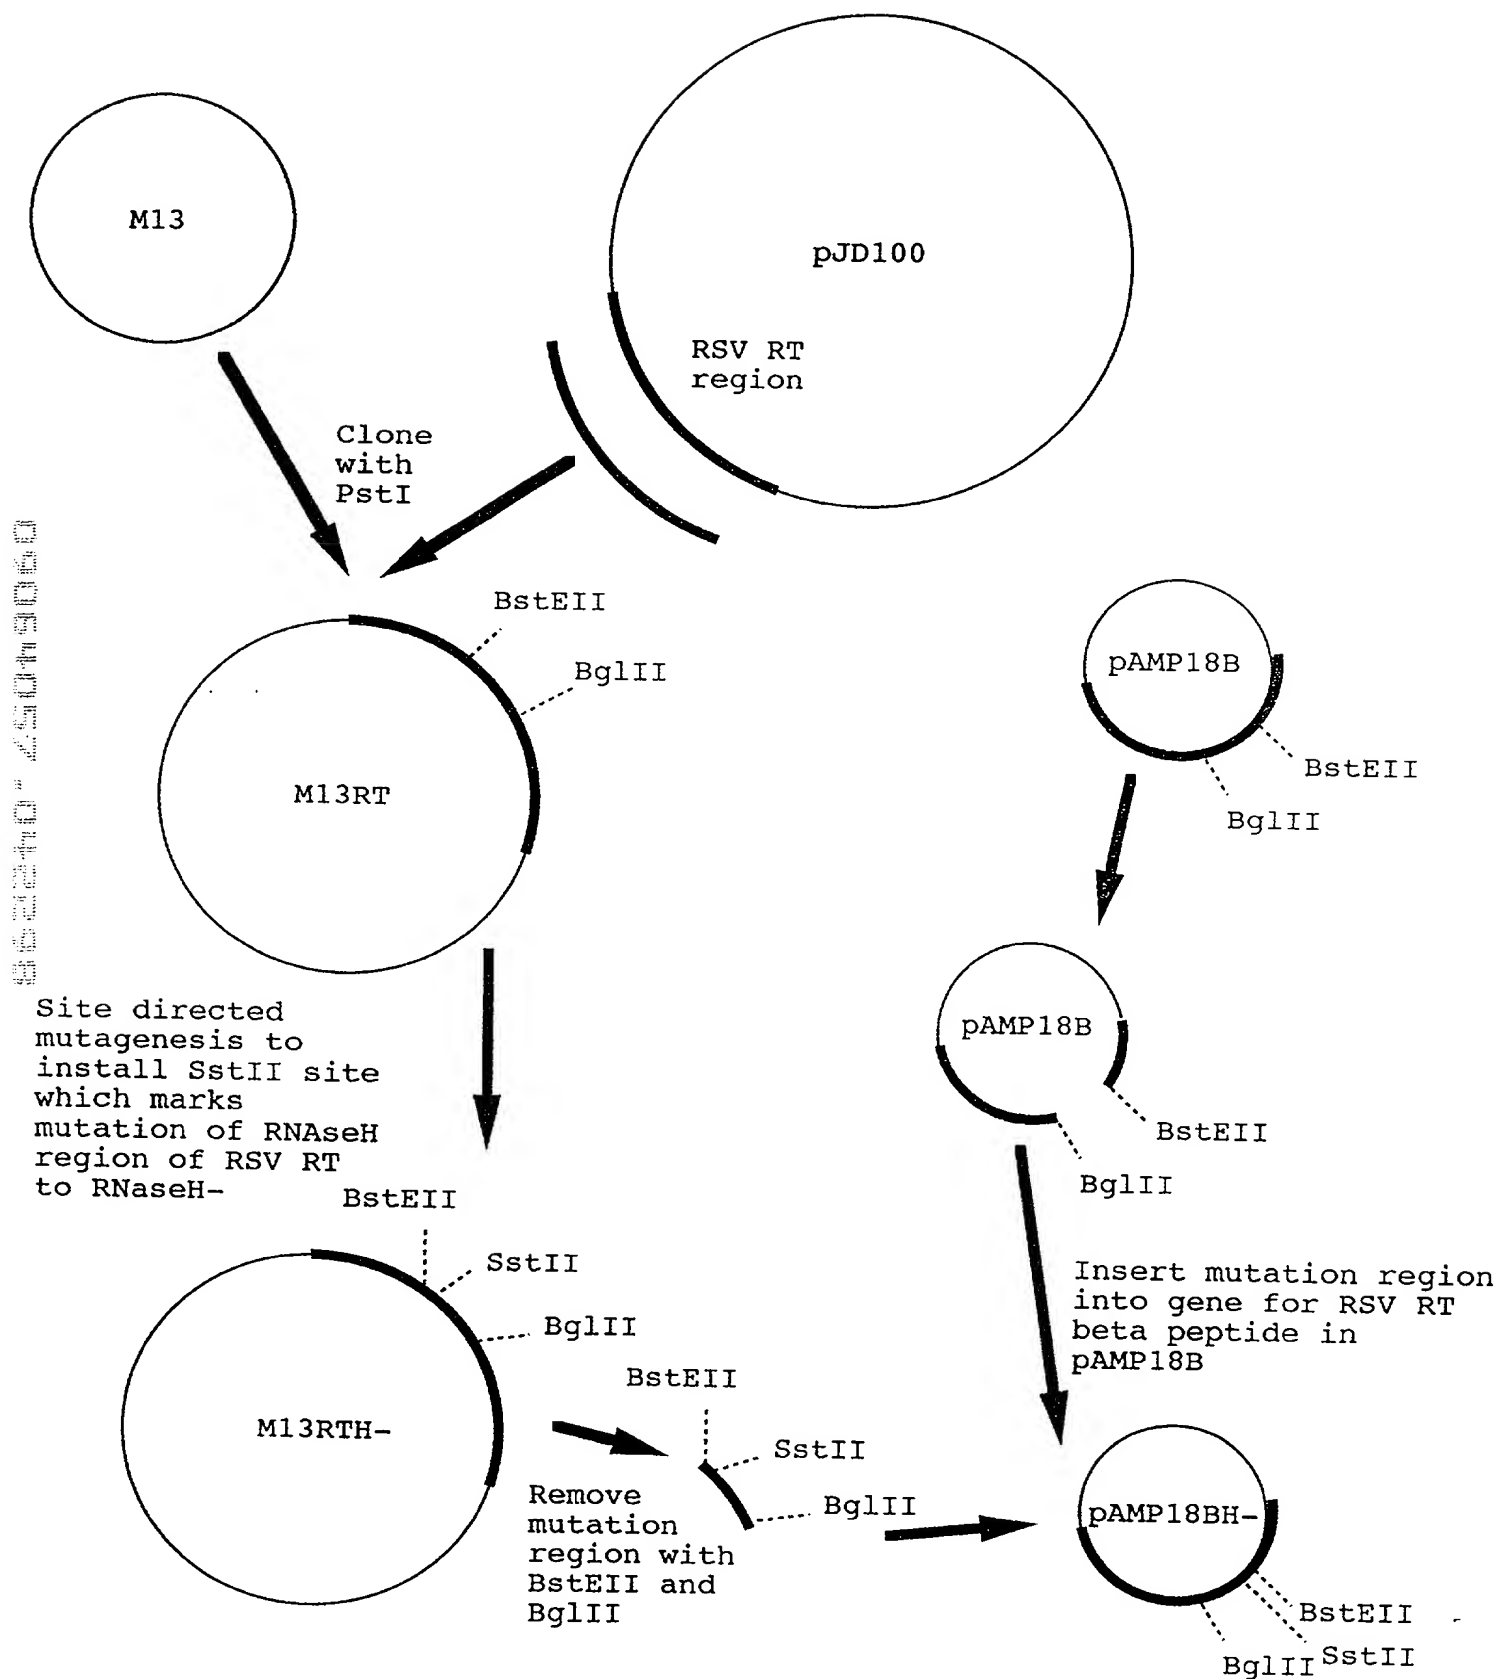 M13
pJD100
RSV RT
region
Clone
with
PstI
BstEII
BglII
M13RT
pAMP18B
BstEII
BglII
pAMP18B
BstEII
BglII
Site directed
mutagenesis to
install SstII site
which marks
mutation of RNAseH
region of RSV RT
to RNaseH-
BstEII
SstII
BglII
M13RTH-
Insert mutation region
into gene for RSV RT
beta peptide in
pAMP18B
BstEII
SstII
BglII
Remove
mutation
region with
BstEII and
BglII
pAMP18BH-
BstEII
SstII
BglII